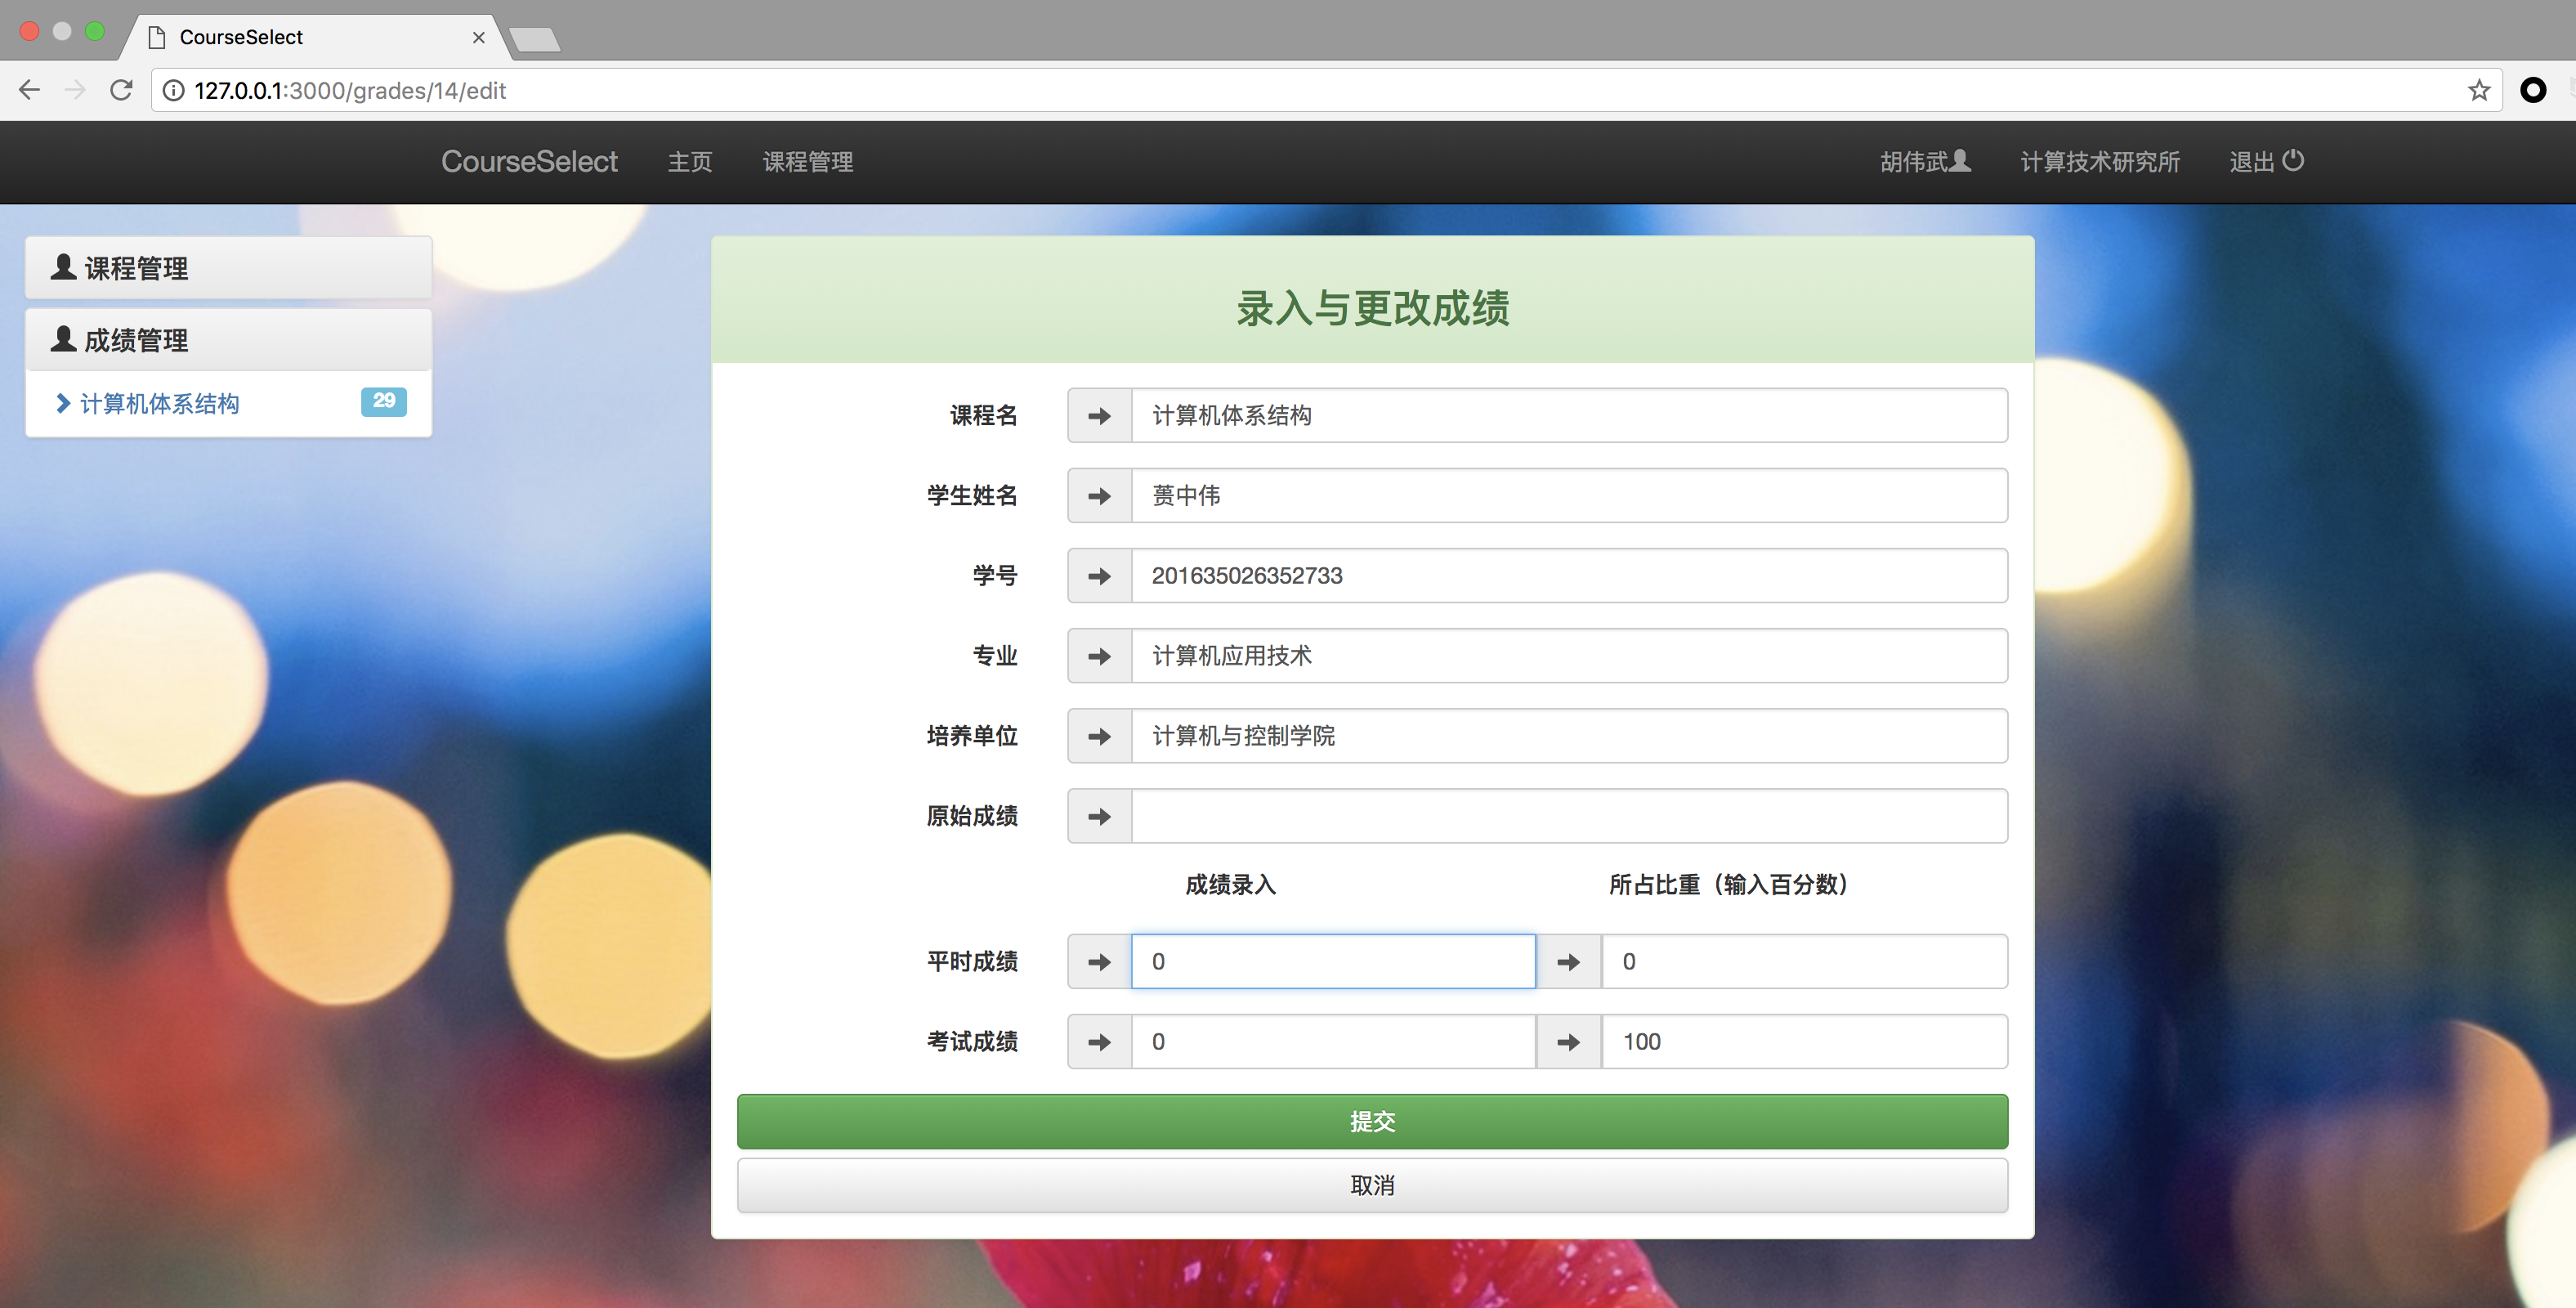 CourseSelect
127.0.0.1:3000/grades/14/edit
CourseSelect 主页 课程管理 胡伟武 计算技术研究所 退出
课程管理
成绩管理
计算机体系结构 29
录入与更改成绩
课程名 计算机体系结构
学生姓名 蒉中伟
学号 201635026352733
专业 计算机应用技术
培养单位 计算机与控制学院
原始成绩
成绩录入 所占比重（输入百分数）
平时成绩 0 0
考试成绩 0 100
提交
取消